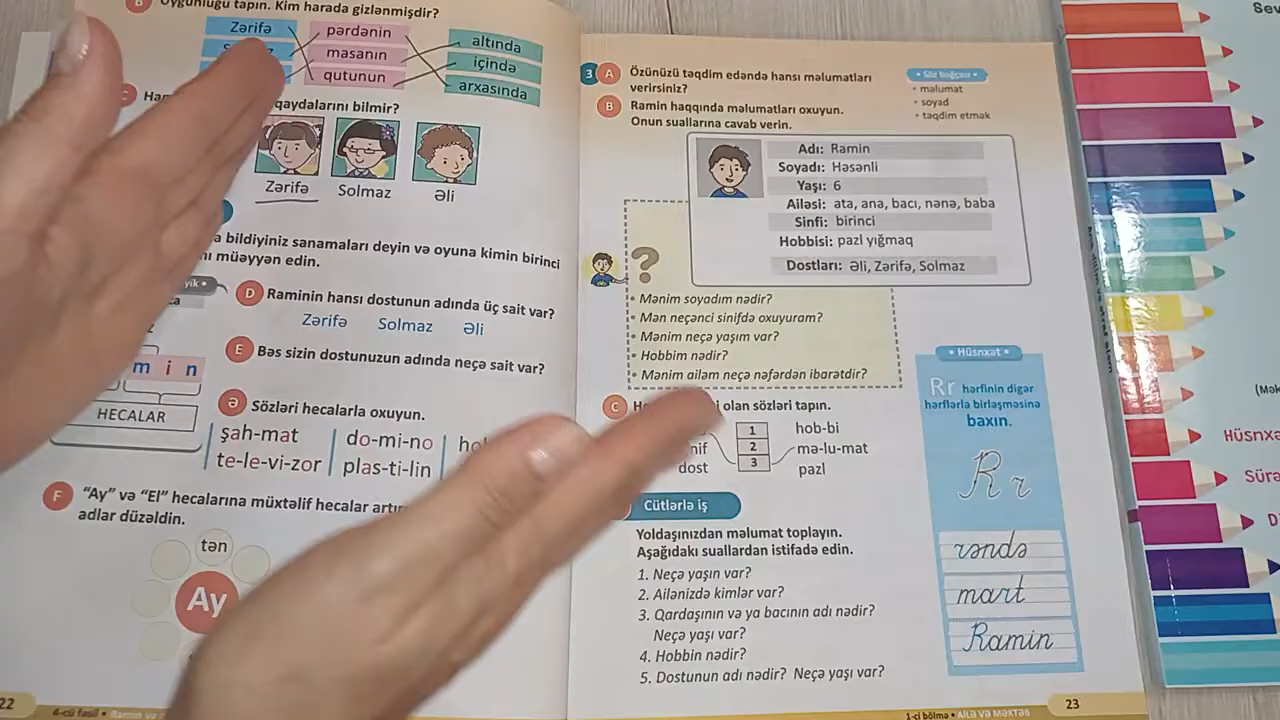 B Uyğunluğu tapın. Kim harada gizlənmişdir?
Zərifə
pərdənin
masanın
qutunun
altında
içində
arxasında
qaydalarını bilmir?
Zərifə
Solmaz
Əli
bildiyiniz sanamaları deyin və oyuna kimin birinci
müəyyən edin.
D Raminin hansı dostunun adında üç sait var?
Zərifə Solmaz Əli
E Bəs sizin dostunuzun adında neçə sait var?
m i n
HECALAR
Ə Sözləri hecalarla oxuyun.
şah-mat
te-le-vi-zor
do-mi-no
plas-ti-lin
F "Ay" və "El" hecalarına müxtəlif hecalar
adlar düzəldin.
tən
Ay
22
4-cü fəsil •
3 A Özünüzü təqdim edəndə hansı məlumatları
verirsiniz?
B Ramin haqqında məlumatları oxuyun.
Onun suallarına cavab verin.
• Söz boğçası •
• məlumat
• soyad
• təqdim etmək
Adı: Ramin
Soyadı: Həsənli
Yaşı: 6
Ailəsi: ata, ana, bacı, nənə, baba
Sinfi: birinci
Hobbisi: pazl yığmaq
Dostları: Əli, Zərifə, Solmaz
?
• Mənim soyadım nədir?
• Mən neçənci sinifdə oxuyuram?
• Mənim neçə yaşım var?
• Hobbim nədir?
• Mənim ailəm neçə nəfərdən ibarətdir?
C olan sözləri tapın.
dost
1
2
3
hob-bi
mə-lu-mat
pazl
Cütlərlə iş
Yoldaşınızdan məlumat toplayın.
Aşağıdakı suallardan istifadə edin.
1. Neçə yaşın var?
2. Ailənizdə kimlər var?
3. Qardaşının və ya bacının adı nədir?
Neçə yaşı var?
4. Hobbin nədir?
5. Dostunun adı nədir? Neçə yaşı var?
• Hüsnxət •
Rr hərfinin digər
hərflərlə birləşməsinə
baxın.
R r
rəndə
mart
Ramin
1-ci bölmə • AİLƏ VƏ MƏKTƏB
23